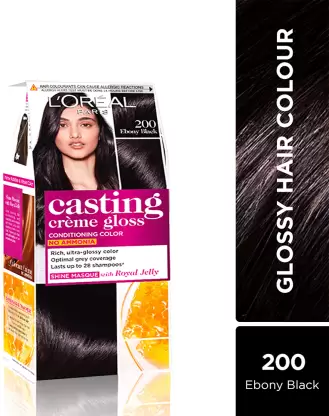 HAIR COLOURANTS CAN CAUSE ALLERGIC REACTIONS
L'ORÉAL
PARIS
200
Ebony Black
casting
crème gloss
CONDITIONING COLOR
NO AMMONIA
Rich, ultra-glossy color
Optimal grey coverage
Lasts up to 28 shampoos*
SHINE MASQUE with Royal Jelly
GLOSSY HAIR COLOUR
200
Ebony Black